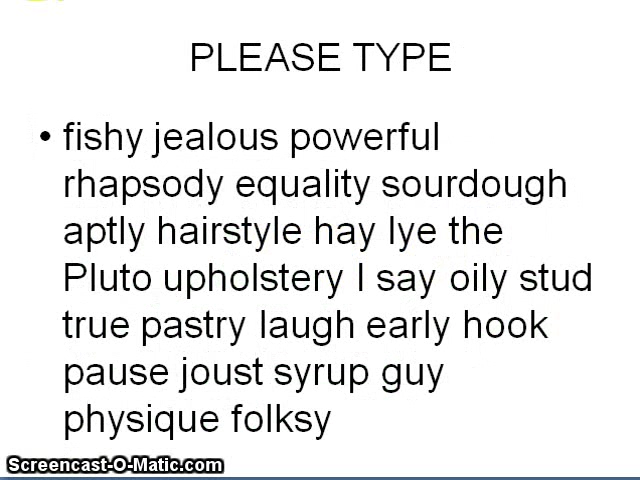 PLEASE TYPE
• fishy jealous powerful
rhapsody equality sourdough
aptly hairstyle hay lye the
Pluto upholstery I say oily stud
true pastry laugh early hook
pause joust syrup guy
physique folksy
Screencast-O-Matic.com